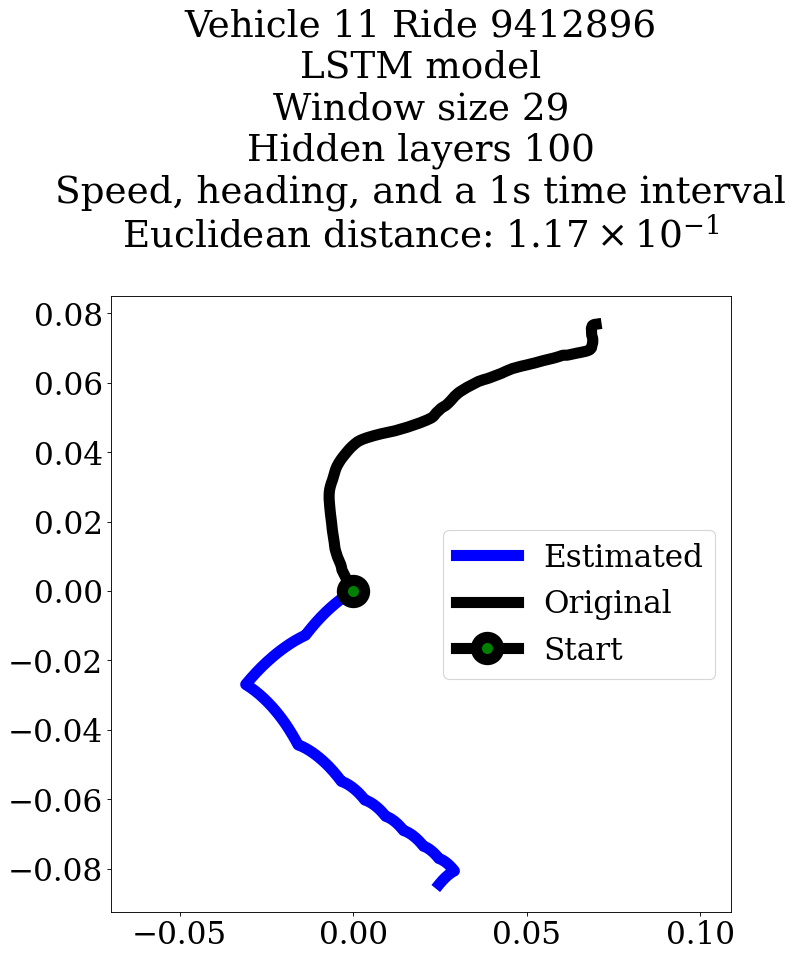 Vehicle 11 Ride 9412896
LSTM model
Window size 29
Hidden layers 100
Speed, heading, and a 1s time interval
Euclidean distance: 1.17 × 10⁻¹
0.08
0.06
0.04
0.02
0.00
−0.02
−0.04
−0.06
−0.08
Estimated
Original
Start
−0.05
0.00
0.05
0.10